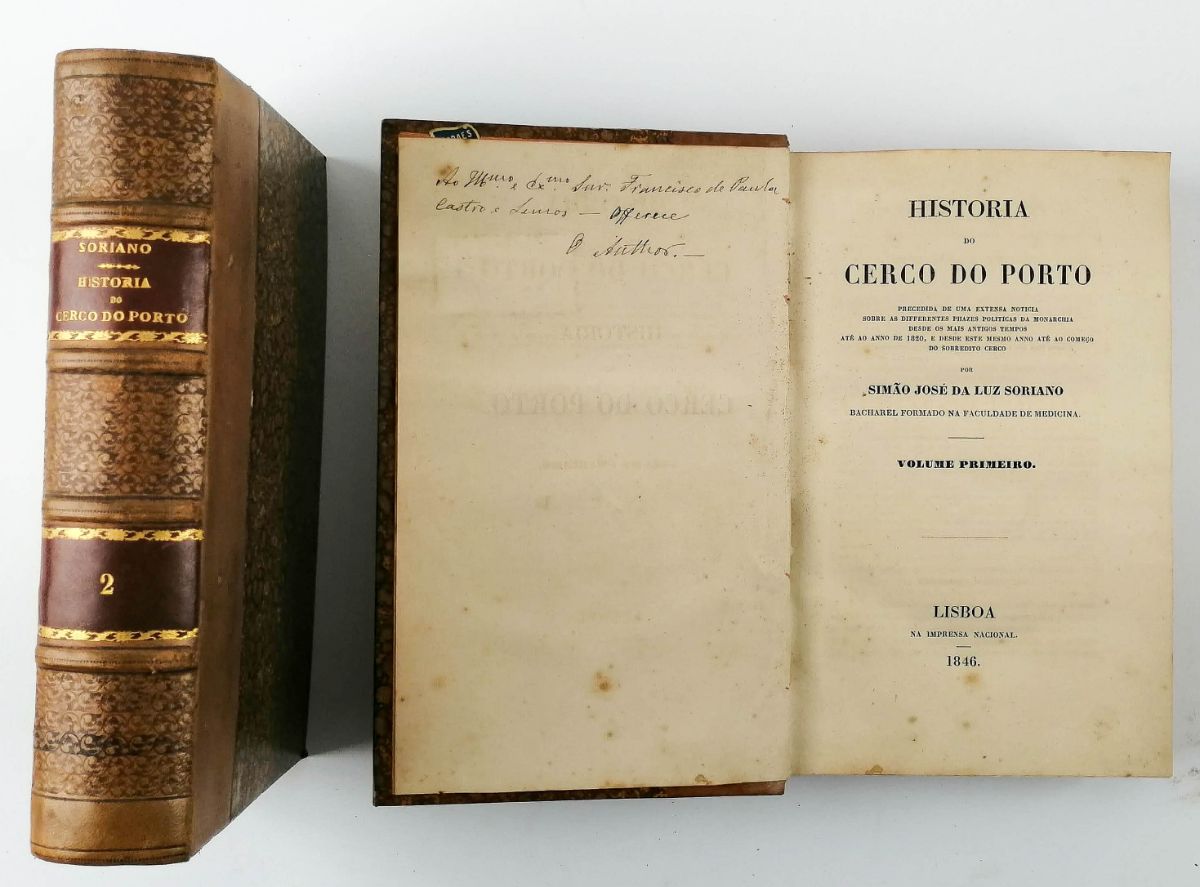 SORIANO
HISTORIA
DO
CERCO DO PORTO
2
Ao Illmo. e Exmo. Snr. Francisco de Paula
Castro e Lemos — Offerece
O Author. —
HISTORIA
DO
CERCO DO PORTO
PRECEDIDA DE UMA EXTENSA NOTICIA
SOBRE AS DIFFERENTES PHAZES POLITICAS DA MONARCHIA
DESDE OS MAIS ANTIGOS TEMPOS
ATÉ AO ANNO DE 1820, E DESDE ESTE MESMO ANNO ATÉ AO COMEÇO
DO SOBREDITO CERCO
POR
SIMÃO JOSÉ DA LUZ SORIANO
BACHAREL FORMADO NA FACULDADE DE MEDICINA.
VOLUME PRIMEIRO.
LISBOA
NA IMPRENSA NACIONAL.
1846.